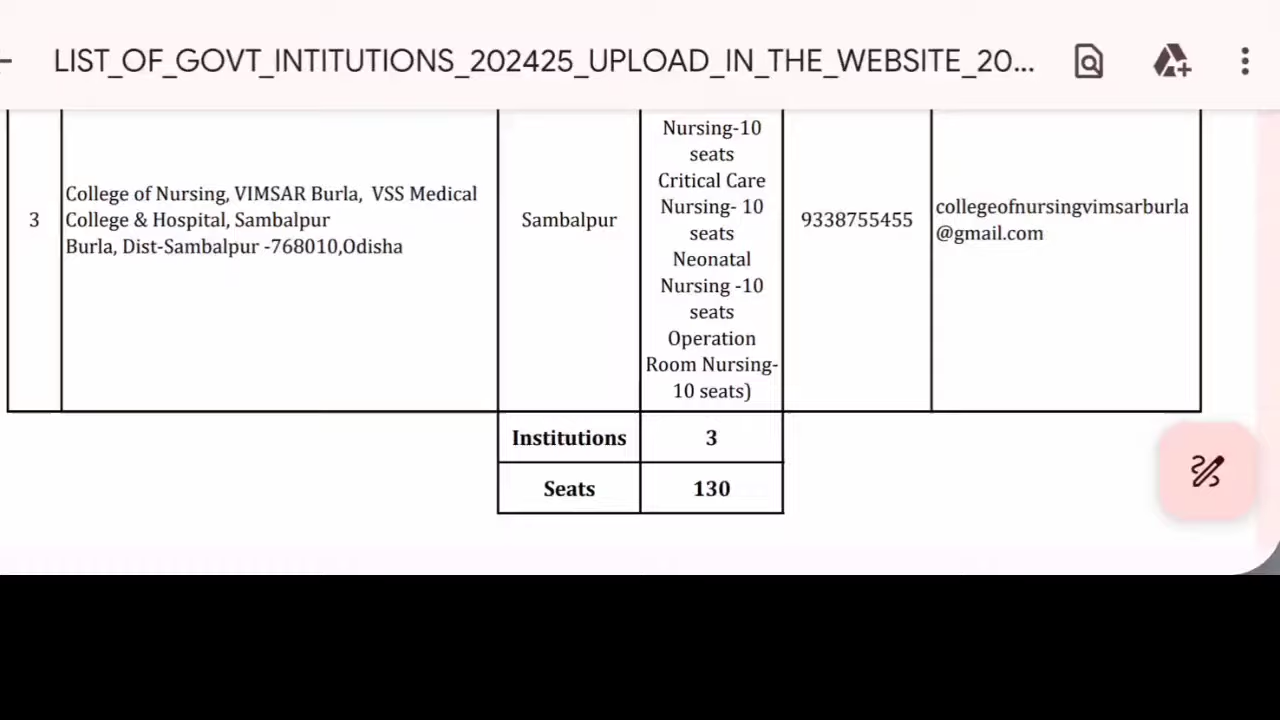 LIST_OF_GOVT_INTITUTIONS_202425_UPLOAD_IN_THE_WEBSITE_20...
3
College of Nursing, VIMSAR Burla, VSS Medical
College & Hospital, Sambalpur
Burla, Dist-Sambalpur -768010,Odisha
Sambalpur
Nursing-10
seats
Critical Care
Nursing- 10
seats
Neonatal
Nursing -10
seats
Operation
Room Nursing-
10 seats)
9338755455
collegeofnursingvimsarburla
@gmail.com
Institutions 3
Seats 130